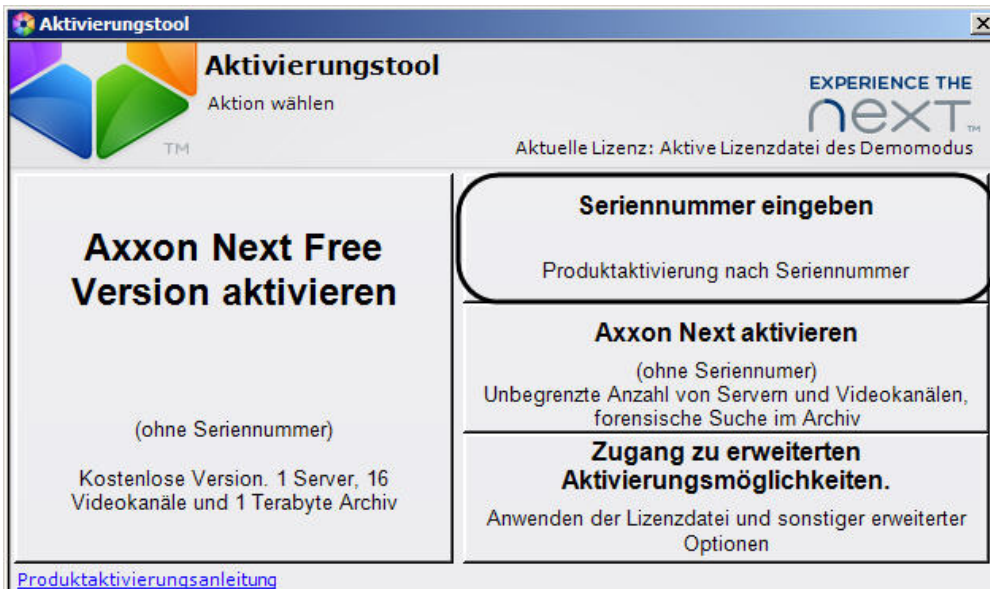 Aktivierungstool
Aktivierungstool
Aktion wählen
TM
EXPERIENCE THE
next TM
Aktuelle Lizenz: Aktive Lizenzdatei des Demomodus
Axxon Next Free
Version aktivieren
(ohne Seriennummer)
Kostenlose Version. 1 Server, 16
Videokanäle und 1 Terabyte Archiv
Seriennummer eingeben
Produktaktivierung nach Seriennummer
Axxon Next aktivieren
(ohne Seriennumer)
Unbegrenzte Anzahl von Servern und Videokanälen,
forensische Suche im Archiv
Zugang zu erweiterten
Aktivierungsmöglichkeiten.
Anwenden der Lizenzdatei und sonstiger erweiterter
Optionen
Produktaktivierungsanleitung